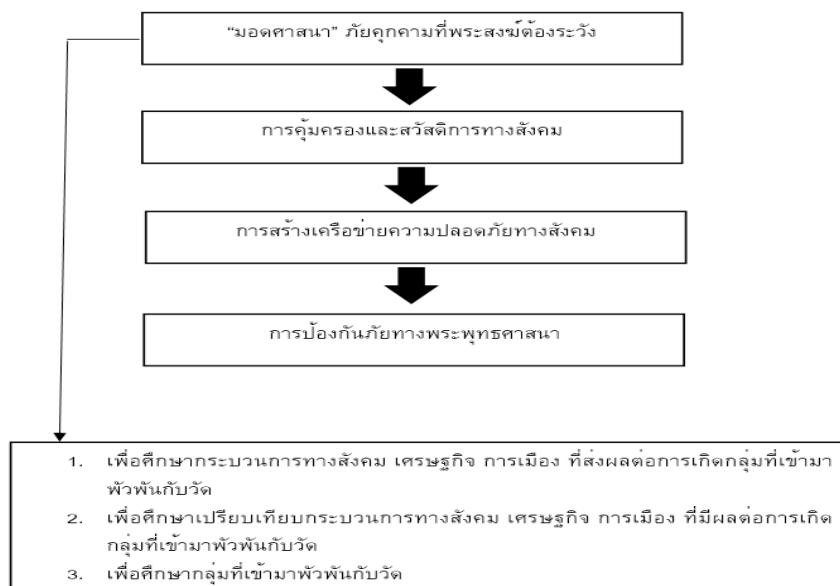 “มอดศาสนา” ภัยคุกคามที่พระสงฆ์ต้องระวัง
การคุ้มครองและสวัสดิการทางสังคม
การสร้างเครือข่ายความปลอดภัยทางสังคม
การป้องกันภัยทางพระพุทธศาสนา
1. เพื่อศึกษากระบวนการทางสังคม เศรษฐกิจ การเมือง ที่ส่งผลต่อการเกิดกลุ่มที่เข้ามา
พัวพันกับวัด
2. เพื่อศึกษาเปรียบเทียบกระบวนการทางสังคม เศรษฐกิจ การเมือง ที่มีผลต่อการเกิด
กลุ่มที่เข้ามาพัวพันกับวัด
3. เพื่อศึกษากลุ่มที่เข้ามาพัวพันกับวัด